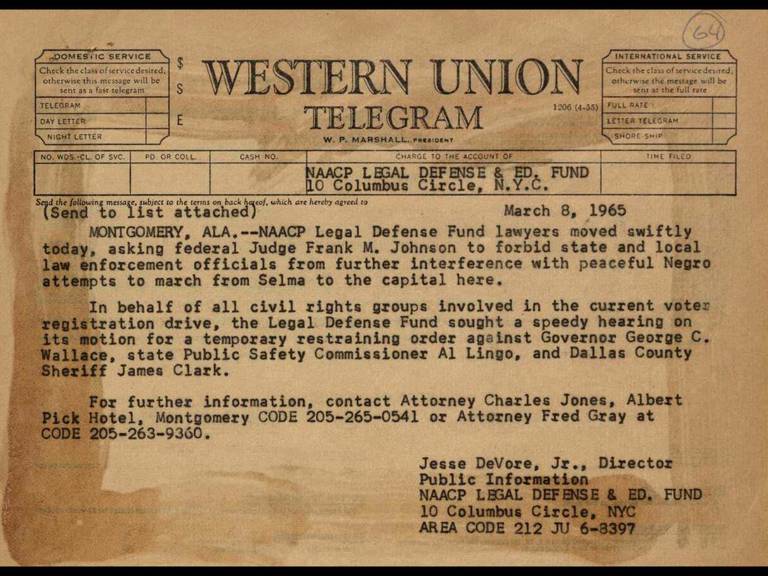 64
DOMESTIC SERVICE
Check the class of service desired,
otherwise this message will be
sent as a fast telegram
TELEGRAM
DAY LETTER
NIGHT LETTER
$
S
E
WESTERN UNION
TELEGRAM
1206 (4-55)
W. P. MARSHALL, PRESIDENT
INTERNATIONAL SERVICE
Check the class of service desired,
otherwise the message will be
sent at the full rate
FULL RATE
LETTER TELEGRAM
SHORE-SHIP
NO. WDS.-CL. OF SVC. PD. OR COLL. CASH NO. CHARGE TO THE ACCOUNT OF TIME FILED
NAACP LEGAL DEFENSE & ED. FUND
10 Columbus Circle, N.Y.C.
Send the following message, subject to the terms on back hereof, which are hereby agreed to
(Send to list attached) March 8, 1965
MONTGOMERY, ALA.--NAACP Legal Defense Fund lawyers moved swiftly
today, asking federal Judge Frank M. Johnson to forbid state and local
law enforcement officials from further interference with peaceful Negro
attempts to march from Selma to the capital here.
In behalf of all civil rights groups involved in the current voter
registration drive, the Legal Defense Fund sought a speedy hearing on
its motion for a temporary restraining order against Governor George C.
Wallace, state Public Safety Commissioner Al Lingo, and Dallas County
Sheriff James Clark.
For further information, contact Attorney Charles Jones, Albert
Pick Hotel, Montgomery CODE 205-265-0541 or Attorney Fred Gray at
CODE 205-263-9360.
Jesse DeVore, Jr., Director
Public Information
NAACP LEGAL DEFENSE & ED. FUND
10 Columbus Circle, NYC
AREA CODE 212 JU 6-8397